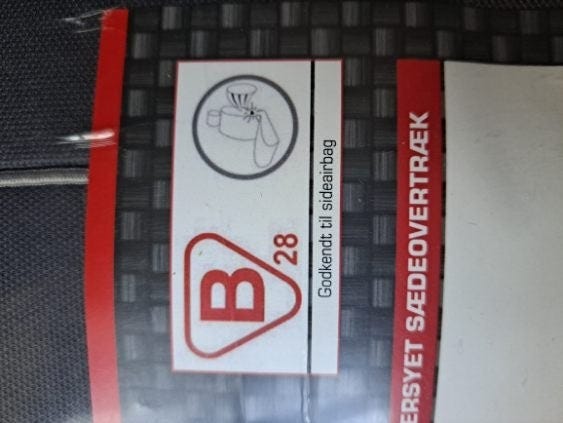 B
28
Godkendt til sideairbag
ERSYET SÆDEOVERTRÆK